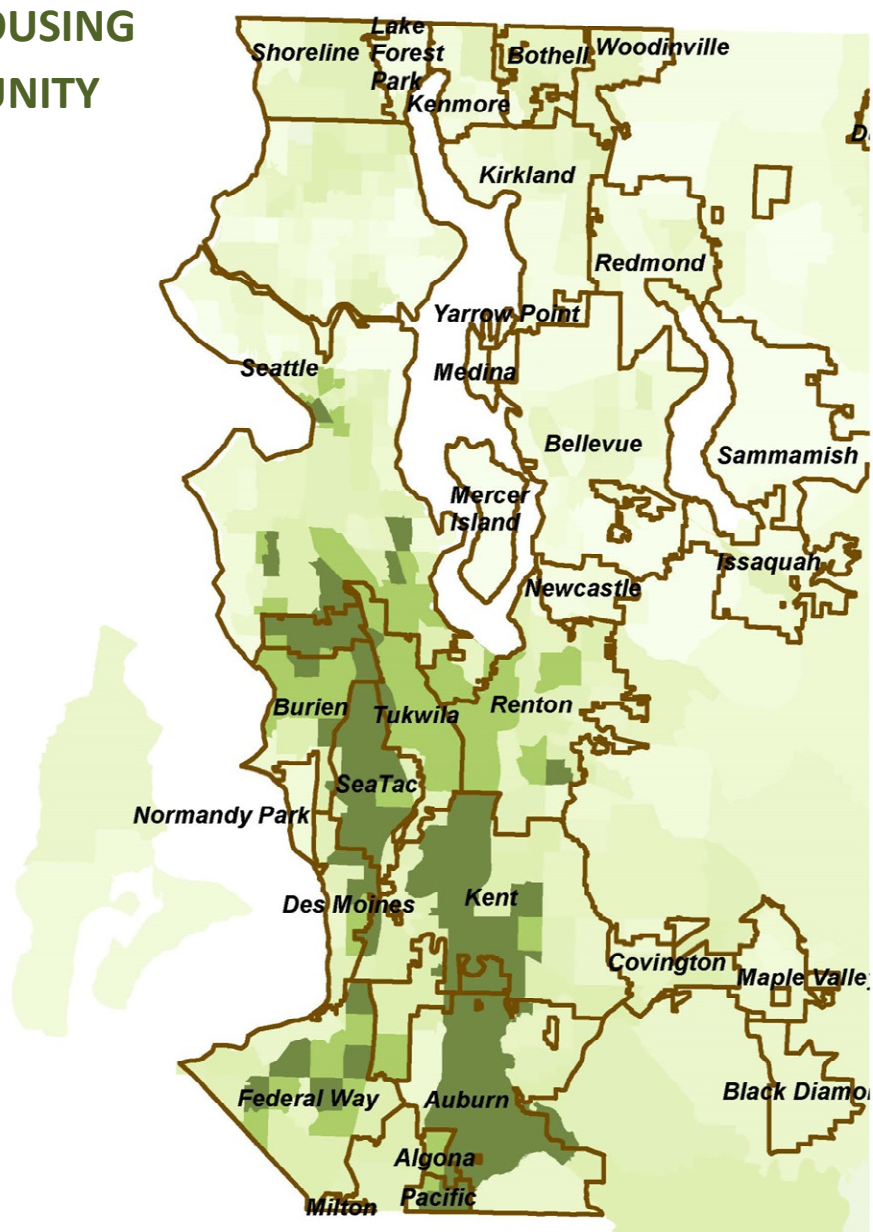 OUSING
UNITY
Lake
Shoreline Forest Bothell Woodinville
Park
Kenmore
D
Kirkland
Redmond
Yarrow Point
Seattle Medina
Bellevue
Sammamish
Mercer
Island
Issaquah
Newcastle
Burien Tukwila Renton
SeaTac
Normandy Park
Des Moines Kent
Covington
Maple Valle
Federal Way Auburn Black Diamo
Algona
Pacific
Milton